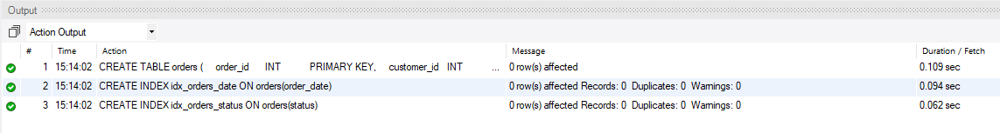 Output
Action Output
# Time Action Message Duration / Fetch
1 15:14:02 CREATE TABLE orders ( order_id INT PRIMARY KEY, customer_id INT ... 0 row(s) affected 0.109 sec
2 15:14:02 CREATE INDEX idx_orders_date ON orders(order_date) 0 row(s) affected Records: 0 Duplicates: 0 Warnings: 0 0.094 sec
3 15:14:02 CREATE INDEX idx_orders_status ON orders(status) 0 row(s) affected Records: 0 Duplicates: 0 Warnings: 0 0.062 sec